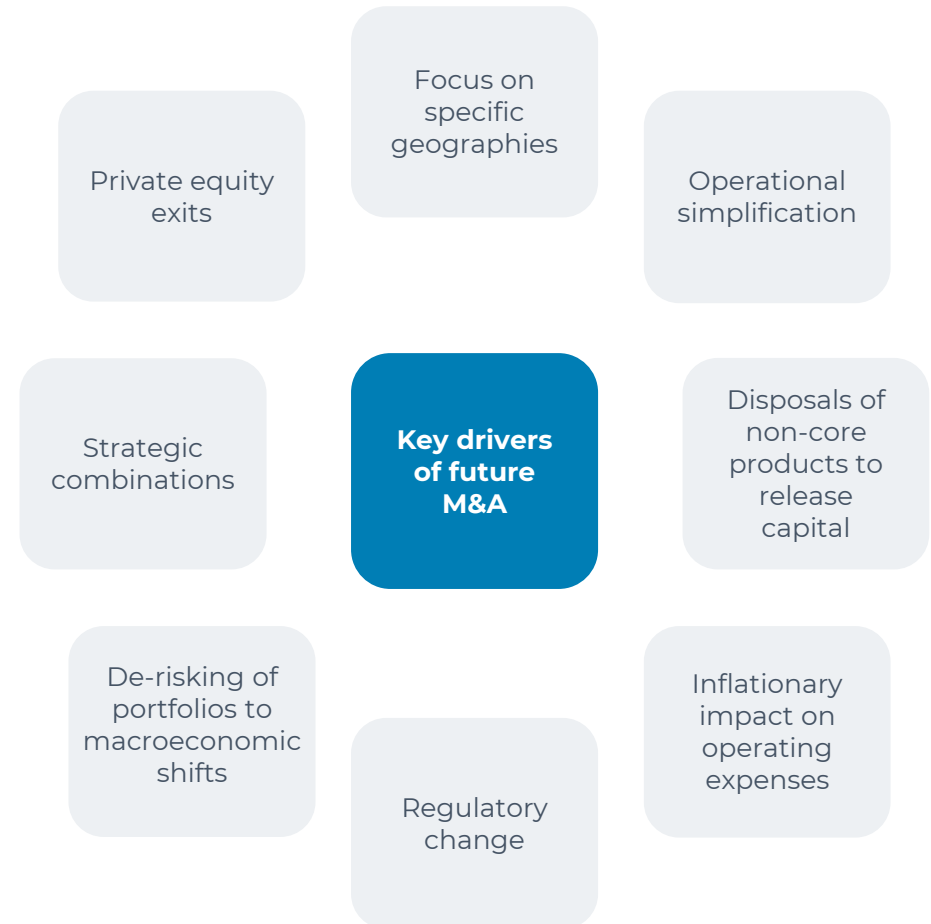 Focus on
specific
geographies
Private equity
exits
Operational
simplification
Strategic
combinations
Key drivers
of future
M&A
Disposals of
non-core
products to
release
capital
De-risking of
portfolios to
macroeconomic
shifts
Inflationary
impact on
operating
expenses
Regulatory
change